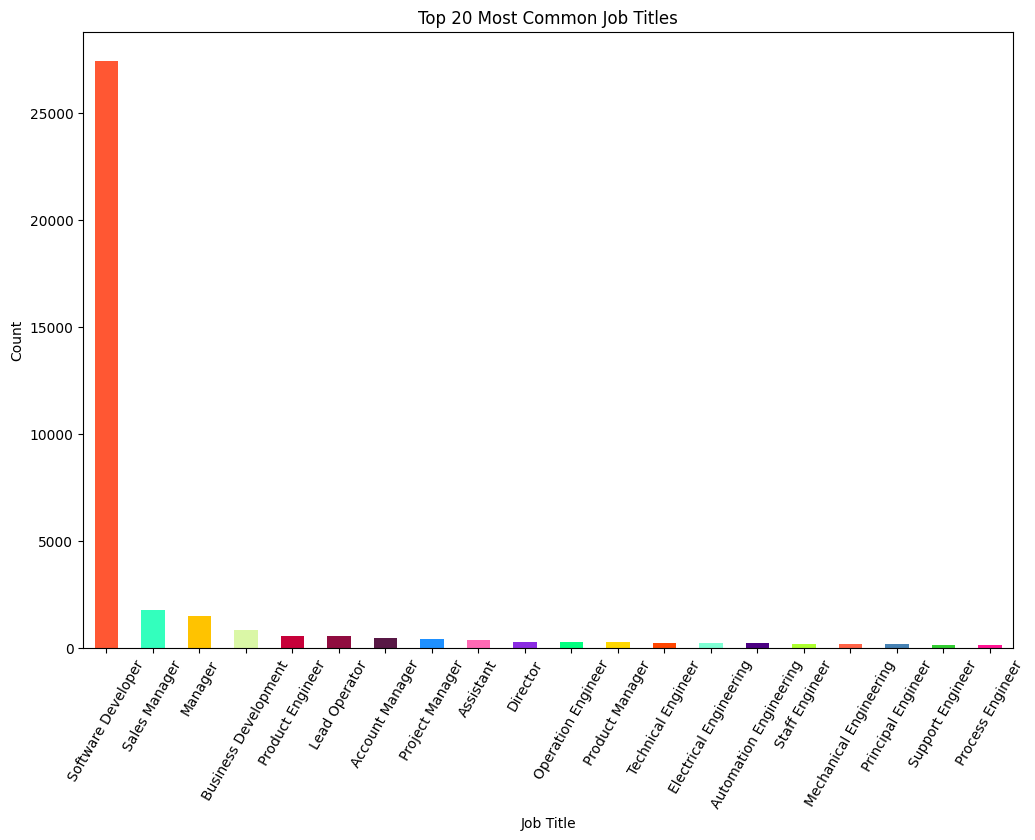 Top 20 Most Common Job Titles
Count
25000
20000
15000
10000
5000
0
Software Developer
Sales Manager
Manager
Business Development
Product Engineer
Lead Operator
Account Manager
Project Manager
Assistant
Director
Operation Engineer
Product Manager
Technical Engineer
Electrical Engineering
Automation Engineering
Staff Engineer
Mechanical Engineering
Principal Engineer
Support Engineer
Process Engineer
Job Title